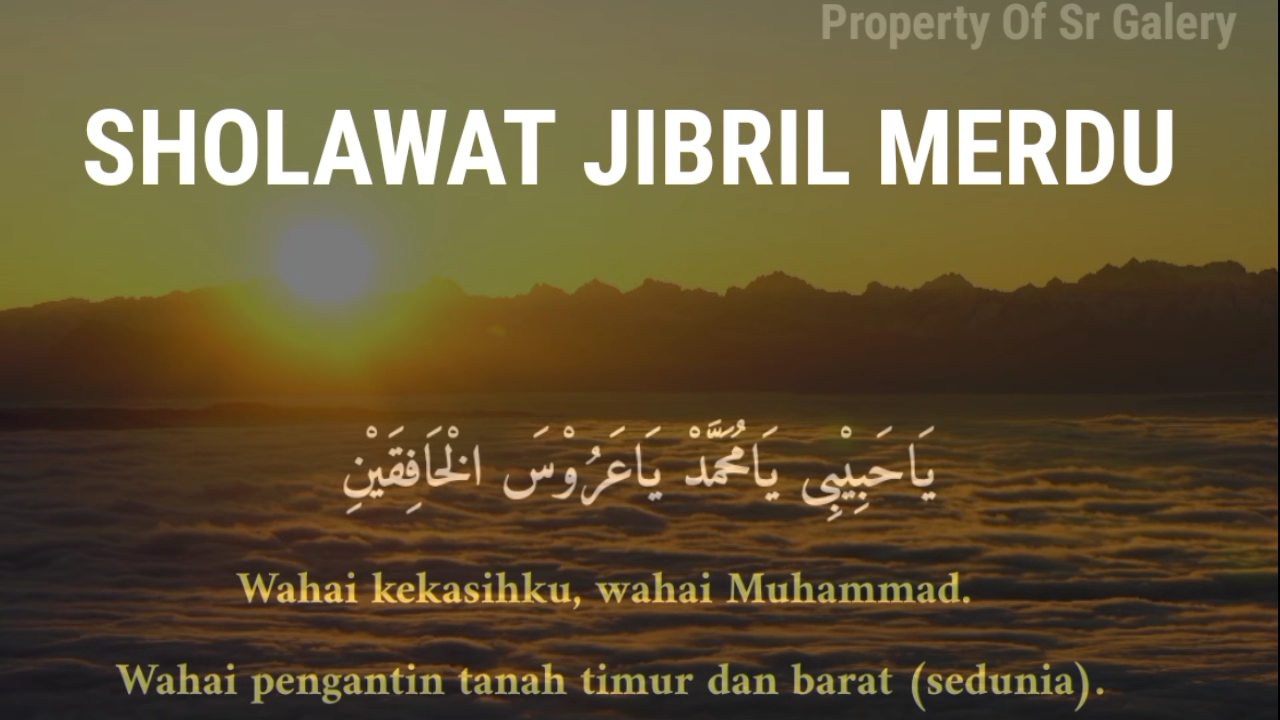 Property Of Sr Galery
SHOLAWAT JIBRIL MERDU
يَاحَبِيْبِي يَامُحَمَّدْ يَاعَرُوْسَ الْخَافِقَيْنِ
Wahai kekasihku, wahai Muhammad.
Wahai pengantin tanah timur dan barat (sedunia).